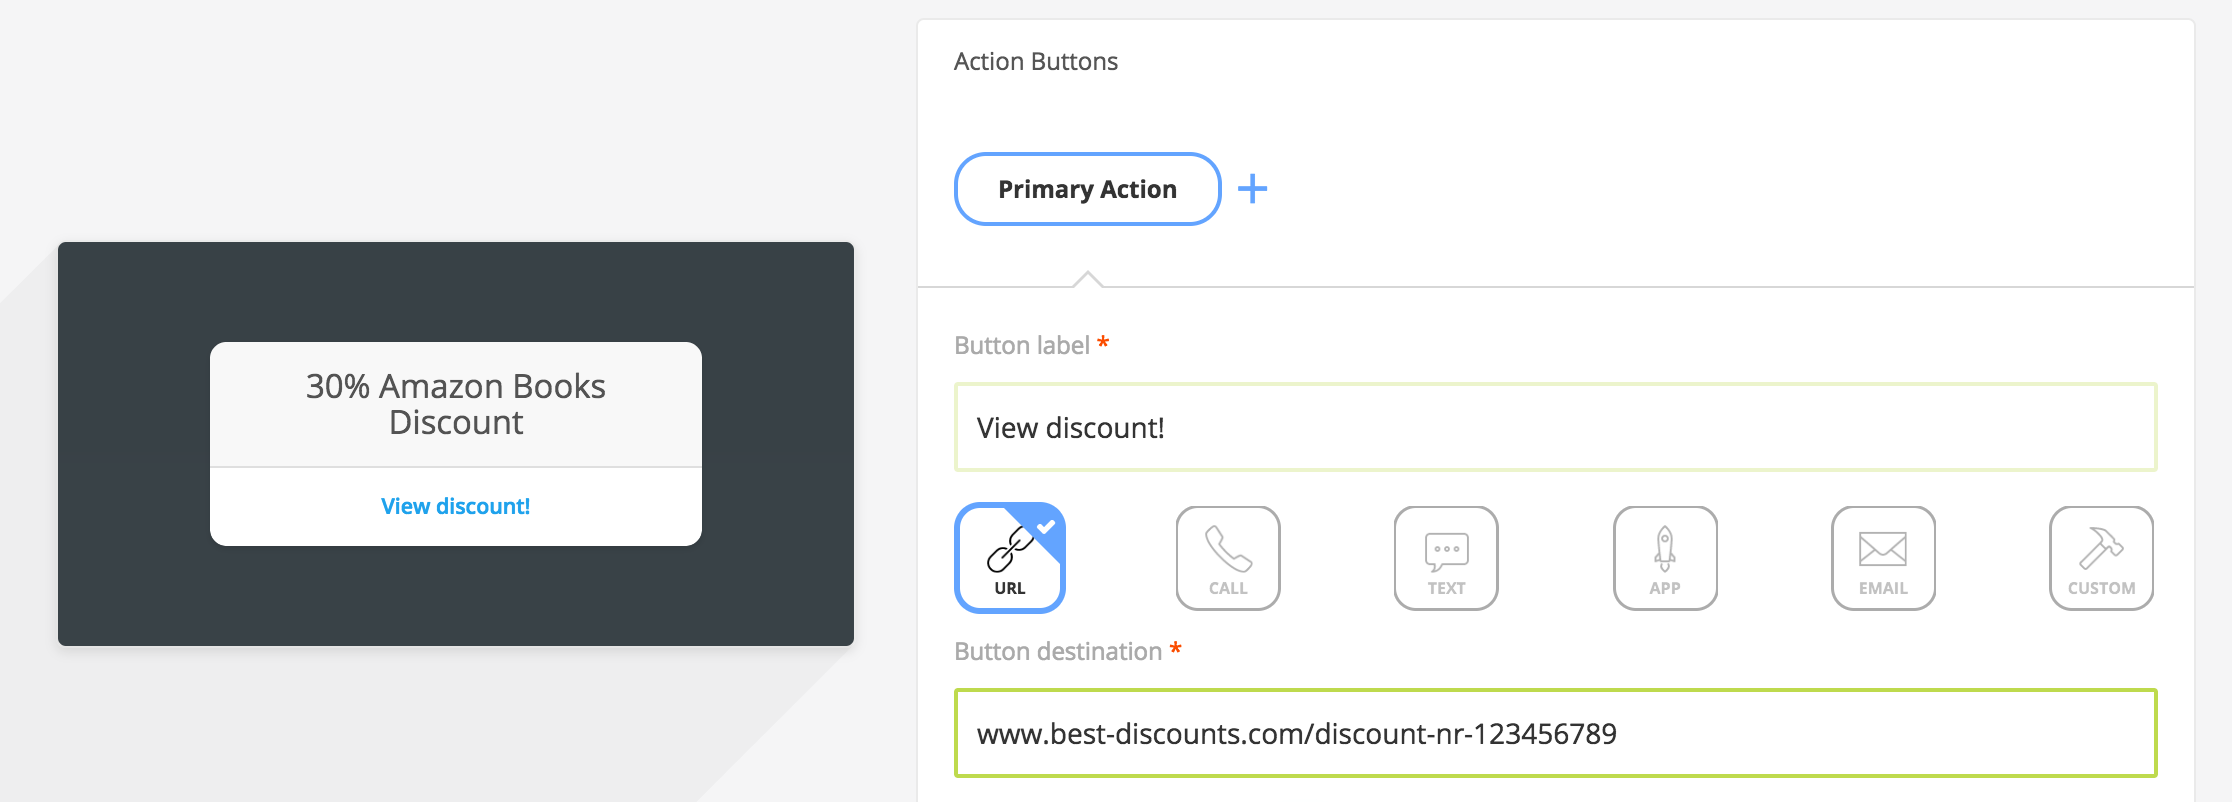 Action Buttons
Primary Action
30% Amazon Books
Discount
View discount!
Button label *
View discount!
URL
CALL
TEXT
APP
EMAIL
CUSTOM
Button destination *
www.best-discounts.com/discount-nr-123456789